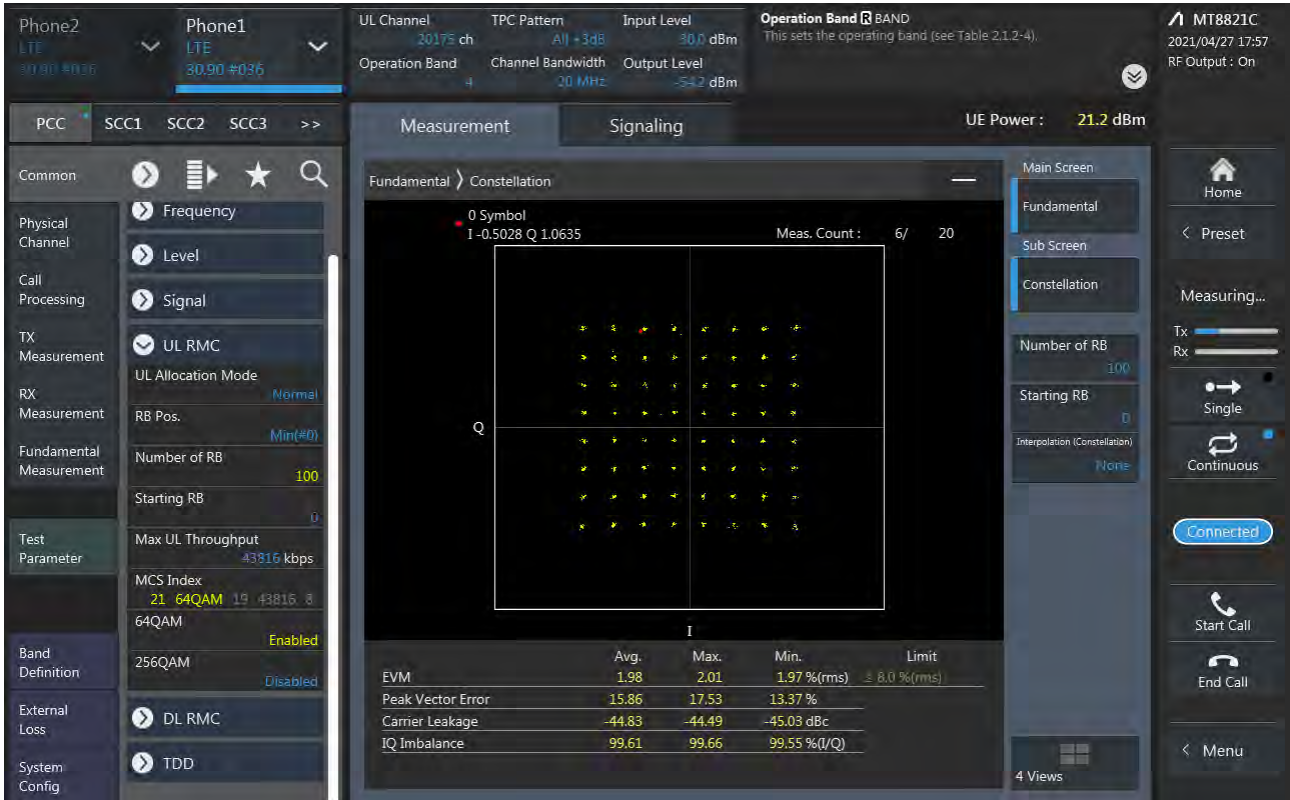 Phone2
LTE
30.90 #036
Phone1
LTE
30.90 #036
UL Channel
20175 ch
TPC Pattern
All +3dB
Input Level
30.0 dBm
Operation Band
4
Channel Bandwidth
20 MHz
Output Level
-54.2 dBm
Operation Band R BAND
This sets the operating band (see Table 2.1.2-4).
MT8821C
2021/04/27 17:57
RF Output : On
PCC SCC1 SCC2 SCC3 >>
Measurement
Signaling
UE Power : 21.2 dBm
Common
Physical
Channel
Call
Processing
TX
Measurement
RX
Measurement
Fundamental
Measurement
Test
Parameter
Band
Definition
External
Loss
System
Config
Frequency
Level
Signal
UL RMC
UL Allocation Mode
Normal
RB Pos.
Min(#0)
Number of RB
100
Starting RB
0
Max UL Throughput
43816 kbps
MCS Index
21 64QAM 19 43816 8
64QAM
Enabled
256QAM
Disabled
DL RMC
TDD
Fundamental > Constellation
0 Symbol
I -0.5028 Q 1.0635
Meas. Count : 6/ 20
Q
I
Avg. Max. Min. Limit
EVM 1.98 2.01 1.97 %(rms) ≤ 8.0 %(rms)
Peak Vector Error 15.86 17.53 13.37 %
Carrier Leakage -44.83 -44.49 -45.03 dBc
IQ Imbalance 99.61 99.66 99.55 %(I/Q)
Main Screen
Fundamental
Sub Screen
Constellation
Number of RB
100
Starting RB
0
Interpolation (Constellation)
None
4 Views
Home
< Preset
Measuring...
Tx
Rx
Single
Continuous
Connected
Start Call
End Call
< Menu